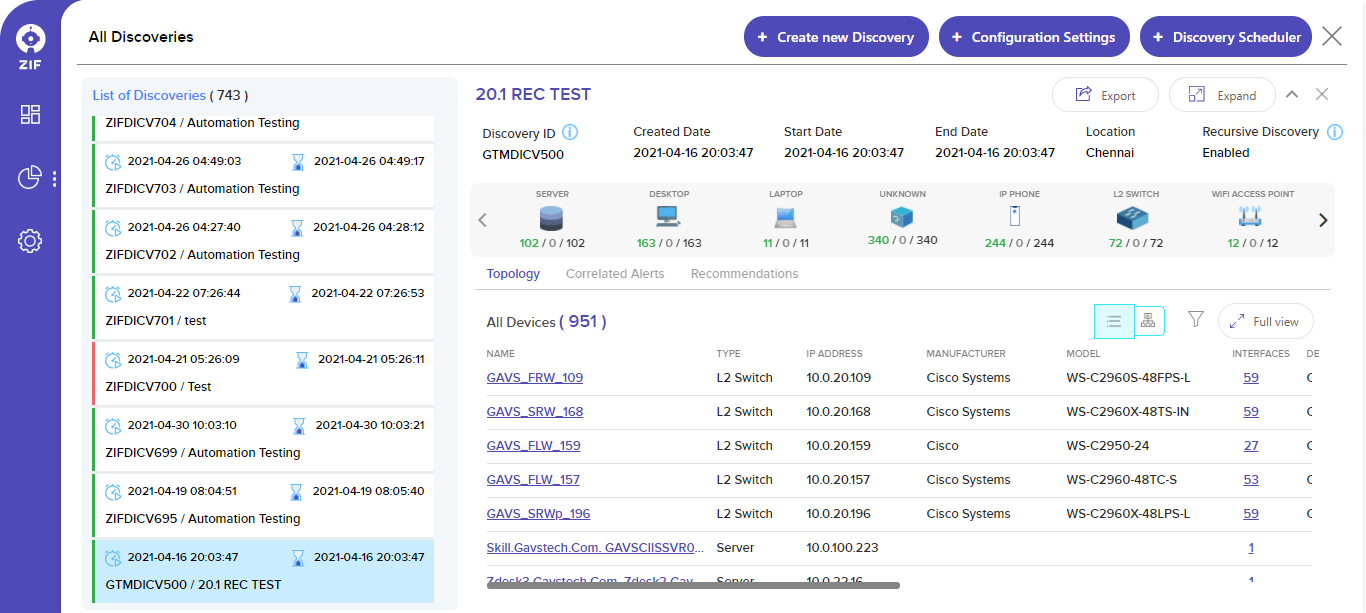 ZIF
All Discoveries
+ Create new Discovery
+ Configuration Settings
+ Discovery Scheduler
List of Discoveries ( 743 )
ZIFDICV704 / Automation Testing
2021-04-26 04:49:03 2021-04-26 04:49:17
ZIFDICV703 / Automation Testing
2021-04-26 04:27:40 2021-04-26 04:28:12
ZIFDICV702 / Automation Testing
2021-04-22 07:26:44 2021-04-22 07:26:53
ZIFDICV701 / test
2021-04-21 05:26:09 2021-04-21 05:26:11
ZIFDICV700 / Test
2021-04-30 10:03:10 2021-04-30 10:03:21
ZIFDICV699 / Automation Testing
2021-04-19 08:04:51 2021-04-19 08:05:40
ZIFDICV695 / Automation Testing
2021-04-16 20:03:47 2021-04-16 20:03:47
GTMDICV500 / 20.1 REC TEST
20.1 REC TEST
Export
Expand
Discovery ID Created Date Start Date End Date Location Recursive Discovery
GTMDICV500 2021-04-16 20:03:47 2021-04-16 20:03:47 2021-04-16 20:03:47 Chennai Enabled
SERVER DESKTOP LAPTOP UNKNOWN IP PHONE L2 SWITCH WIFI ACCESS POINT
102 / 0 / 102 163 / 0 / 163 11 / 0 / 11 340 / 0 / 340 244 / 0 / 244 72 / 0 / 72 12 / 0 / 12
Topology Correlated Alerts Recommendations
All Devices ( 951 )
Full view
NAME TYPE IP ADDRESS MANUFACTURER MODEL INTERFACES DE
GAVS_FRW_109 L2 Switch 10.0.20.109 Cisco Systems WS-C2960S-48FPS-L 59
GAVS_SRW_168 L2 Switch 10.0.20.168 Cisco Systems WS-C2960X-48TS-IN 59
GAVS_FLW_159 L2 Switch 10.0.20.159 Cisco WS-C2950-24 27
GAVS_FLW_157 L2 Switch 10.0.20.157 Cisco Systems WS-C2960-48TC-S 53
GAVS_SRWp_196 L2 Switch 10.0.20.196 Cisco Systems WS-C2960X-48LPS-L 59
Skill.Gavstech.Com. GAVSCIISSVR0... Server 10.0.100.223 1
Zdesk3.Gavstech.Com. Zdesk2.Gav... Server 10.0.22.16 1